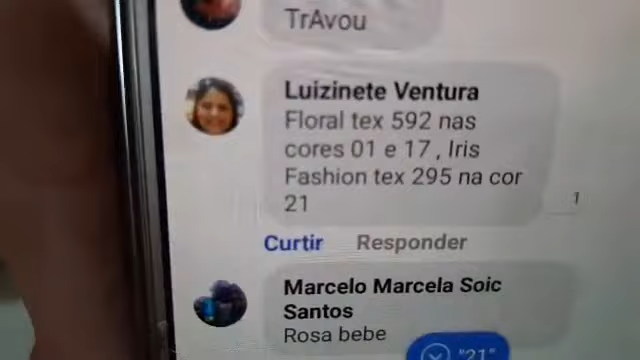 TrAvou
Luizinete Ventura
Floral tex 592 nas
cores 01 e 17 , Iris
Fashion tex 295 na cor
21
1
Curtir Responder
Marcelo Marcela Soic
Santos
Rosa bebe
"21"